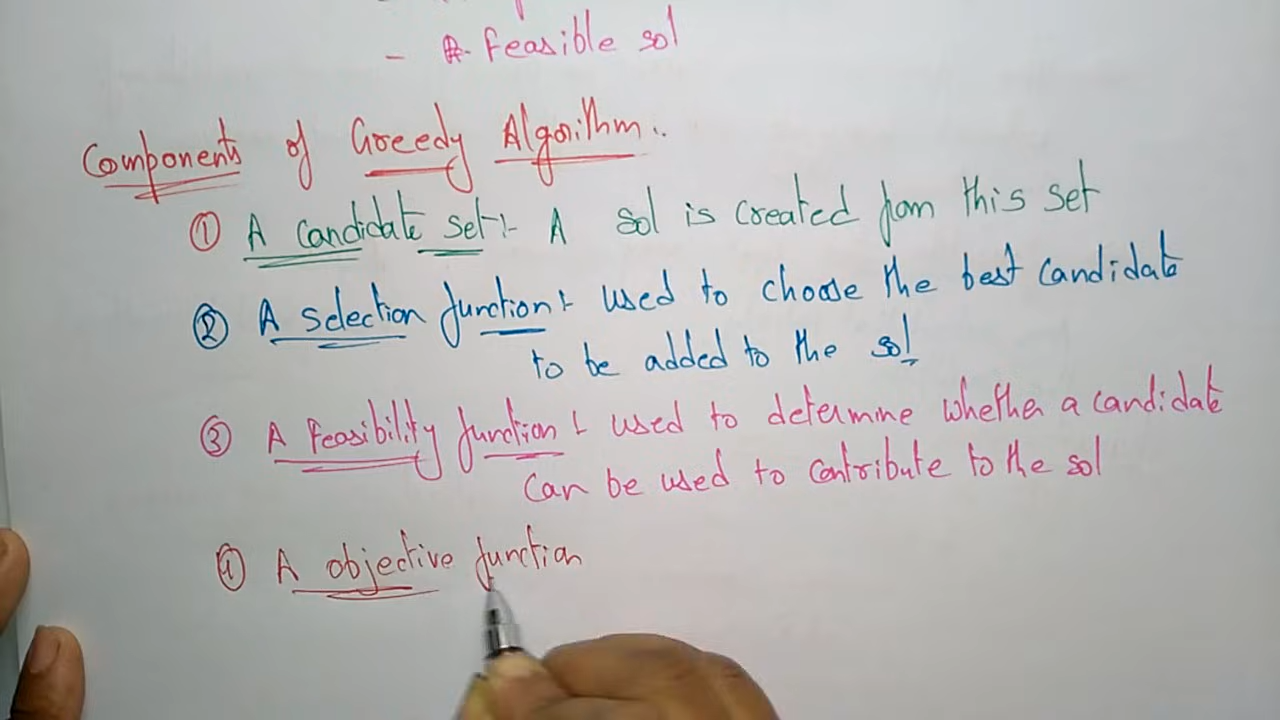 - feasible sol
Components of Greedy Algorithm:
① A candidate set:- A sol is created from this set
② A selection function:- used to choose the best candidate
to be added to the sol
③ A feasibility function:- used to determine whether a candidate
can be used to contribute to the sol
④ A objective function